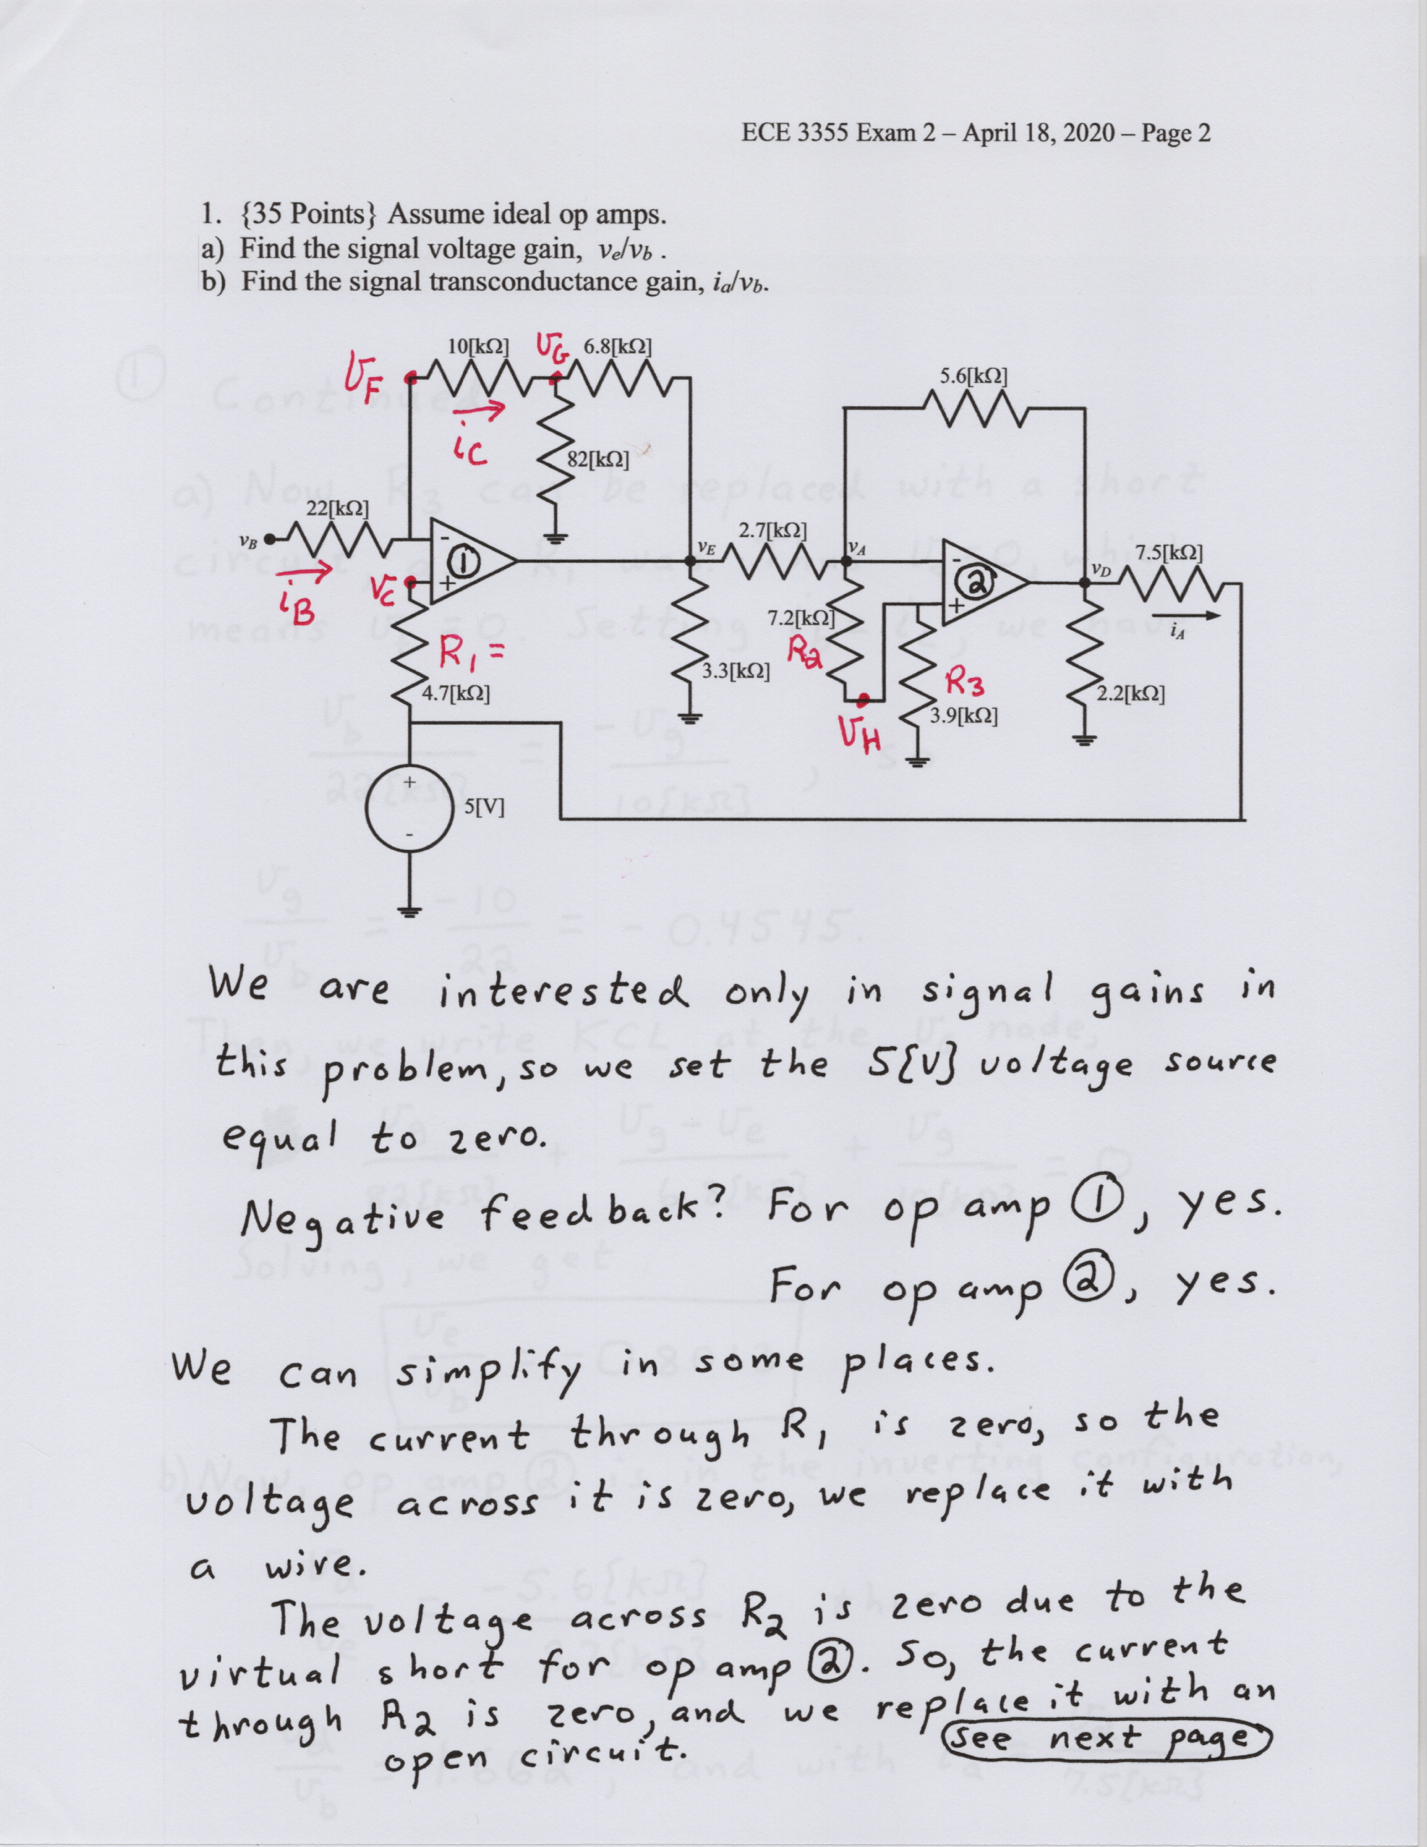 ECE 3355 Exam 2 – April 18, 2020 – Page 2
1. {35 Points} Assume ideal op amps.
a) Find the signal voltage gain, ve/vb .
b) Find the signal transconductance gain, ia/vb.
10[kΩ]
vG
6.8[kΩ]
vF
5.6[kΩ]
iC
82[kΩ]
22[kΩ]
vB
-
1
+
vE
2.7[kΩ]
vA
-
2
+
vD
7.5[kΩ]
iB
vC
7.2[kΩ]
iA
R1 =
R2
3.3[kΩ]
R3
4.7[kΩ]
2.2[kΩ]
vH
3.9[kΩ]
+
5[V]
-
We are interested only in signal gains in
this problem, so we set the 5[V] voltage source
equal to zero.
Negative feedback? For op amp ①, yes.
For op amp ②, yes.
We can simplify in some places.
The current through R1 is zero, so the
voltage across it is zero, we replace it with
a wire.
The voltage across R2 is zero due to the
virtual short for op amp ②. So, the current
through R2 is zero, and we replace it with an
open circuit.
See next page